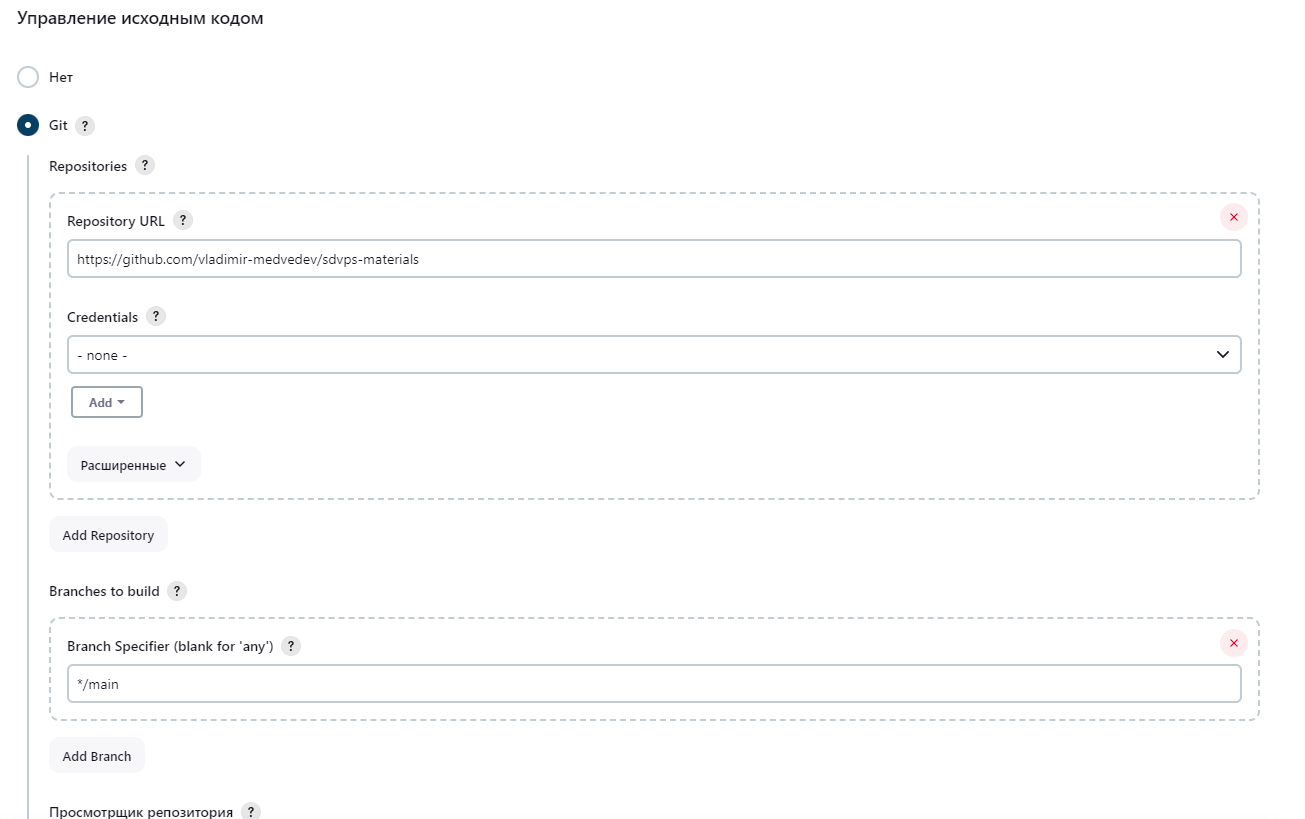 Управление исходным кодом
Нет
Git ?
Repositories ?
Repository URL ?
https://github.com/vladimir-medvedev/sdvps-materials
Credentials ?
- none -
Add
Расширенные
Add Repository
Branches to build ?
Branch Specifier (blank for 'any') ?
*/main
Add Branch
Просмотрщик репозитория ?